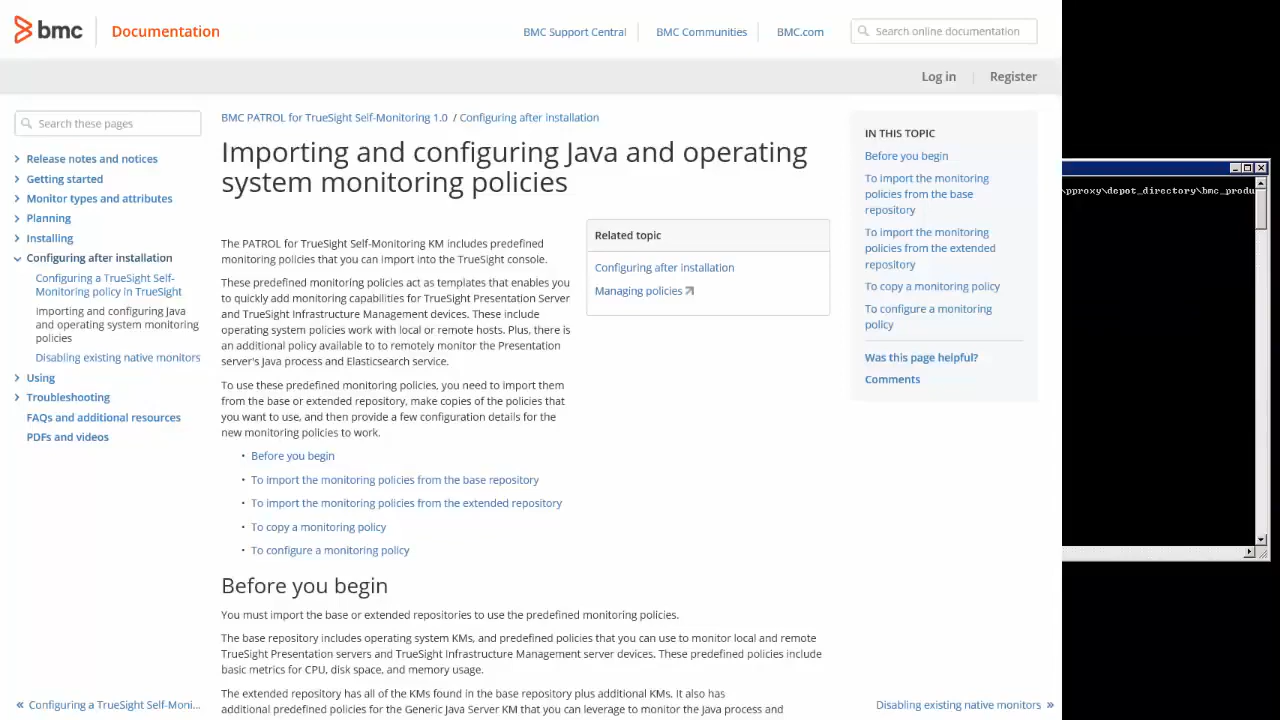 bmc Documentation
BMC Support Central
BMC Communities
BMC.com
Search online documentation
Log in
Register
Search these pages
Release notes and notices
Getting started
Monitor types and attributes
Planning
Installing
Configuring after installation
Configuring a TrueSight Self-
Monitoring policy in TrueSight
Importing and configuring Java
and operating system monitoring
policies
Disabling existing native monitors
Using
Troubleshooting
FAQs and additional resources
PDFs and videos
BMC PATROL for TrueSight Self-Monitoring 1.0 / Configuring after installation
Importing and configuring Java and operating
system monitoring policies
The PATROL for TrueSight Self-Monitoring KM includes predefined
monitoring policies that you can import into the TrueSight console.
These predefined monitoring policies act as templates that enables you
to quickly add monitoring capabilities for TrueSight Presentation Server
and TrueSight Infrastructure Management devices. These include
operating system policies work with local or remote hosts. Plus, there is
an additional policy available to to remotely monitor the Presentation
server's Java process and Elasticsearch service.
To use these predefined monitoring policies, you need to import them
from the base or extended repository, make copies of the policies that
you want to use, and then provide a few configuration details for the
new monitoring policies to work.
Related topic
Configuring after installation
Managing policies
• Before you begin
• To import the monitoring policies from the base repository
• To import the monitoring policies from the extended repository
• To copy a monitoring policy
• To configure a monitoring policy
Before you begin
You must import the base or extended repositories to use the predefined monitoring policies.
The base repository includes operating system KMs, and predefined policies that you can use to monitor local and remote
TrueSight Presentation servers and TrueSight Infrastructure Management server devices. These predefined policies include
basic metrics for CPU, disk space, and memory usage.
The extended repository has all of the KMs found in the base repository plus additional KMs. It also has
additional predefined policies for the Generic Java Server KM that you can leverage to monitor the Java process and
IN THIS TOPIC
Before you begin
To import the monitoring
policies from the base
repository
To import the monitoring
policies from the extended
repository
To copy a monitoring policy
To configure a monitoring
policy
Was this page helpful?
Comments
« Configuring a TrueSight Self-Moni...
Disabling existing native monitors »
\pproxy\depot_directory\bmc_produ